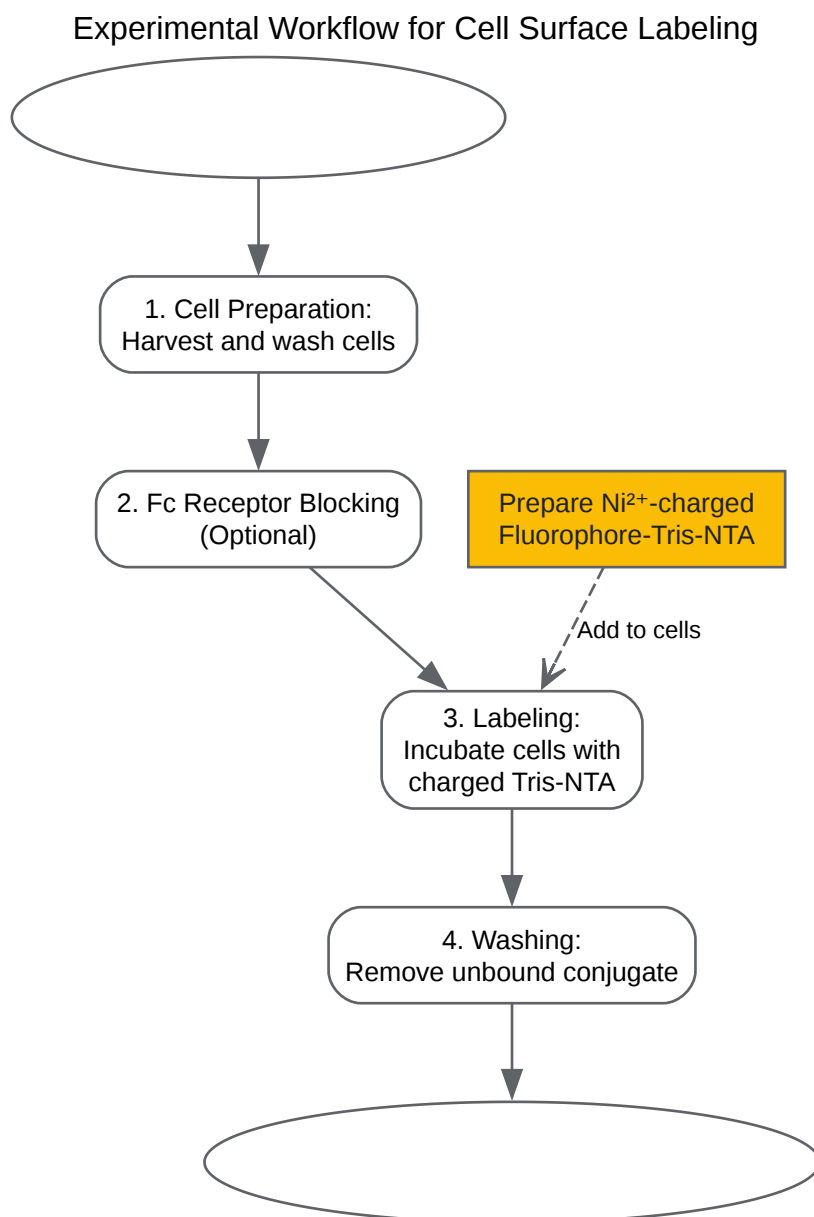 Experimental Workflow for Cell Surface Labeling
1. Cell Preparation:
Harvest and wash cells
2. Fc Receptor Blocking
(Optional)
Prepare Ni²⁺-charged
Fluorophore-Tris-NTA
Add to cells
3. Labeling:
Incubate cells with
charged Tris-NTA
4. Washing:
Remove unbound conjugate